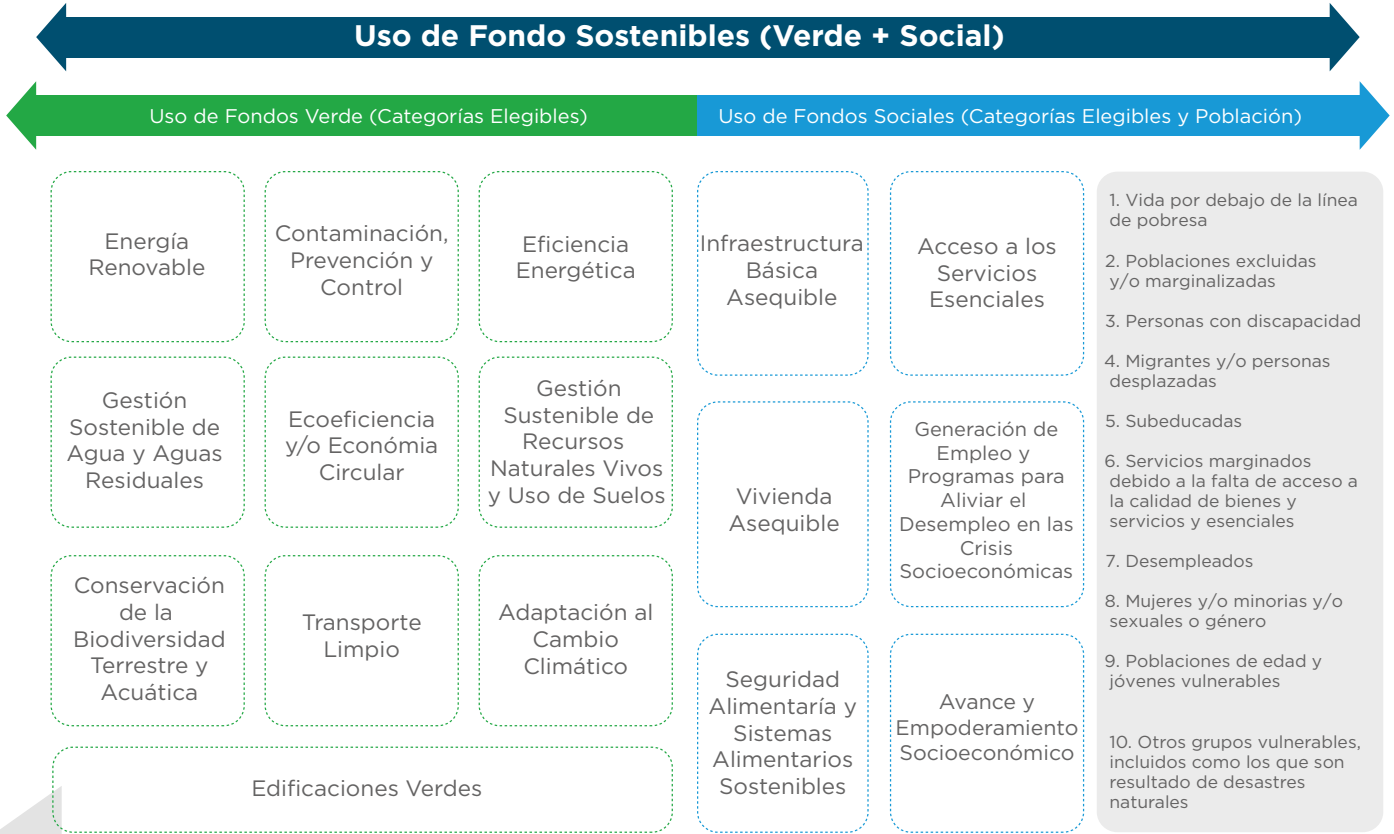 Uso de Fondo Sostenibles (Verde + Social)
Uso de Fondos Verde (Categorías Elegibles)
Uso de Fondos Sociales (Categorías Elegibles y Población)
Energía
Renovable
Contaminación,
Prevención y
Control
Eficiencia
Energética
Gestión
Sostenible de
Agua y Aguas
Residuales
Ecoeficiencia
y/o Económia
Circular
Gestión
Sustenible de
Recursos
Naturales Vivos
y Uso de Suelos
Conservación
de la
Biodiversidad
Terrestre y
Acuática
Transporte
Limpio
Adaptación al
Cambio
Climático
Edificaciones Verdes
Infraestructura
Básica
Asequible
Acceso a los
Servicios
Esenciales
Vivienda
Asequible
Generación de
Empleo y
Programas para
Aliviar el
Desempleo en las
Crisis
Socioeconómicas
Seguridad
Alimentaría y
Sistemas
Alimentarios
Sostenibles
Avance y
Empoderamiento
Socioeconómico
1. Vida por debajo de la línea
de pobresa
2. Poblaciones excluidas
y/o marginalizadas
3. Personas con discapacidad
4. Migrantes y/o personas
desplazadas
5. Subeducadas
6. Servicios marginados
debido a la falta de acceso a
la calidad de bienes y
servicios y esenciales
7. Desempleados
8. Mujeres y/o minorias y/o
sexuales o género
9. Poblaciones de edad y
jóvenes vulnerables
10. Otros grupos vulnerables,
incluidos como los que son
resultado de desastres
naturales